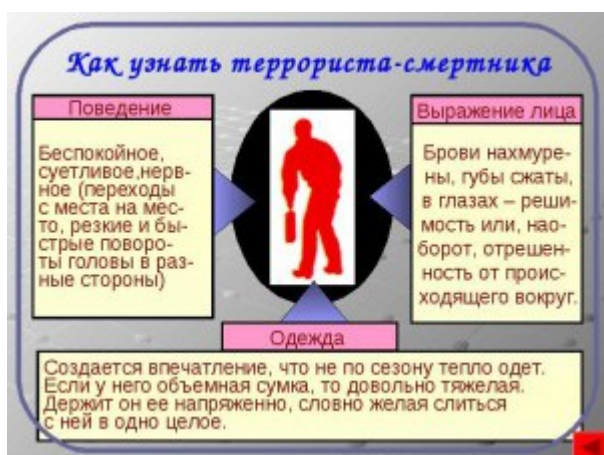 Как узнать террориста-смертника
Поведение
Беспокойное,
суетливое,нерв-
ное (переходы
с места на мес-
то, резкие и бы-
стрые поворо-
ты головы в раз-
ные стороны)
Выражение лица
Брови нахмуре-
ны, губы сжаты,
в глазах – реши-
мость или, нао-
борот, отрешен-
ность от проис-
ходящего вокруг.
Одежда
Создается впечатление, что не по сезону тепло одет.
Если у него объемная сумка, то довольно тяжелая.
Держит он ее напряженно, словно желая слиться
с ней в одно целое.